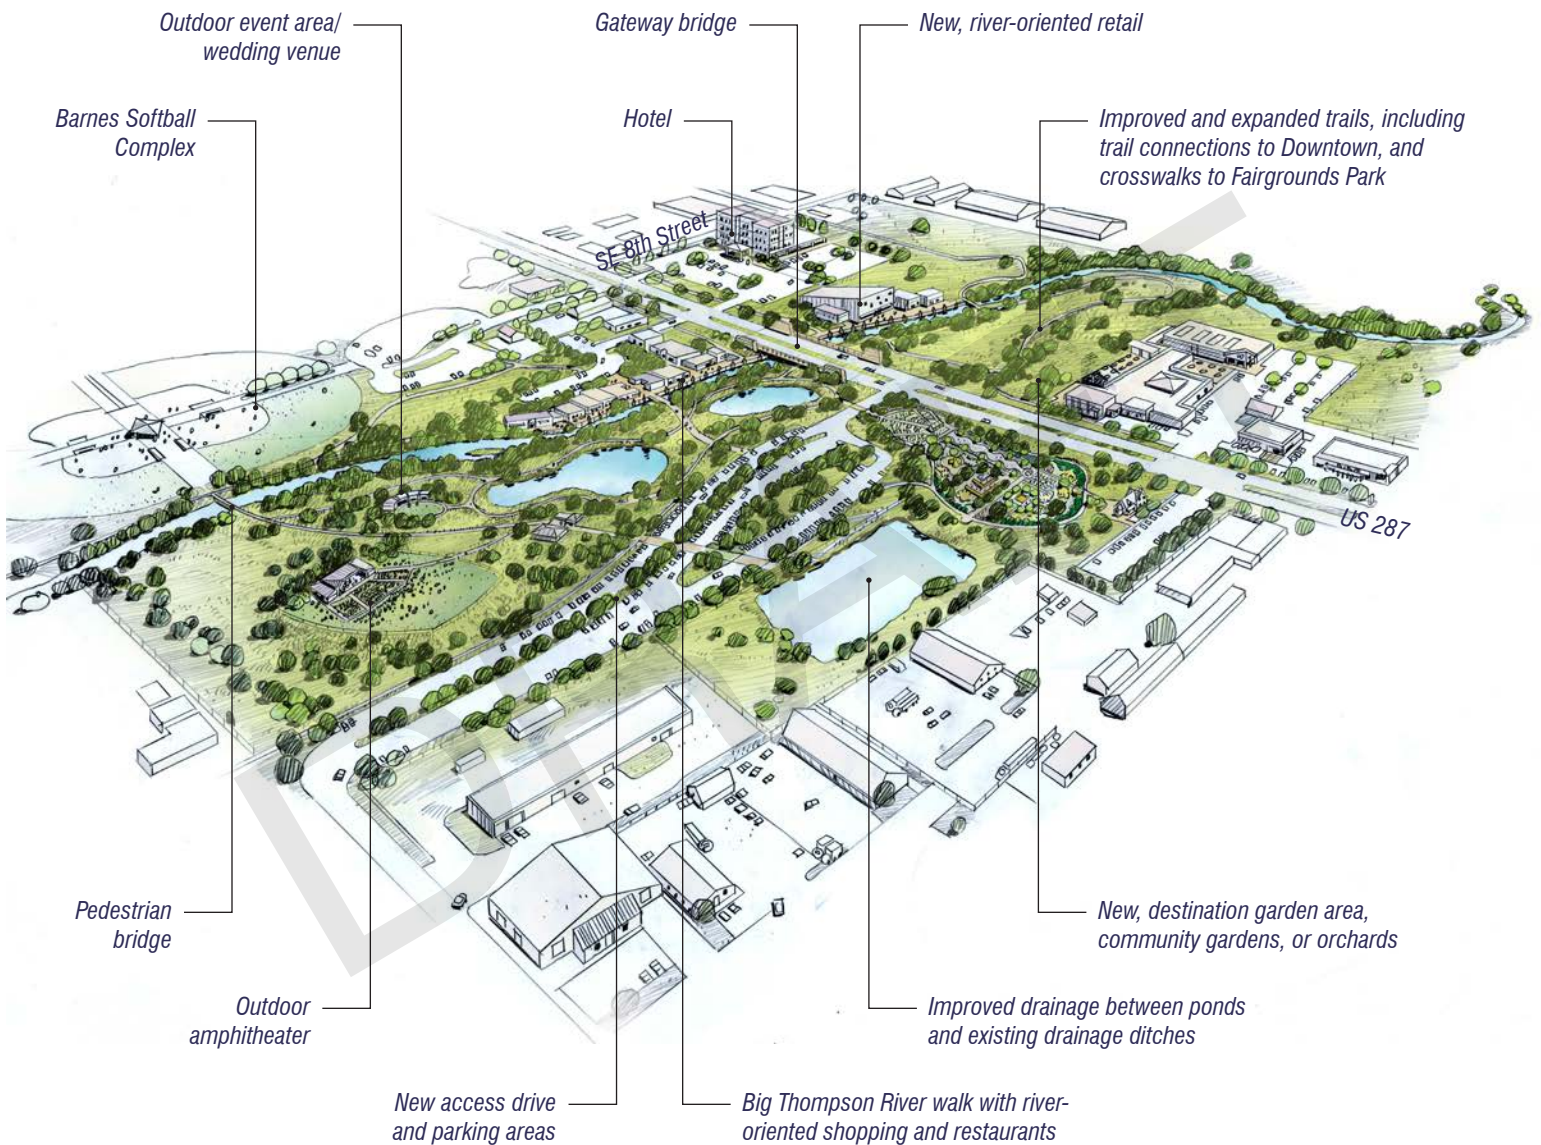 Outdoor event area/
wedding venue
Gateway bridge
New, river-oriented retail
Barnes Softball
Complex
Hotel
Improved and expanded trails, including
trail connections to Downtown, and
crosswalks to Fairgrounds Park
SE 8th Street
US 287
DRAFT
Pedestrian
bridge
New, destination garden area,
community gardens, or orchards
Outdoor
amphitheater
Improved drainage between ponds
and existing drainage ditches
New access drive
and parking areas
Big Thompson River walk with river-
oriented shopping and restaurants